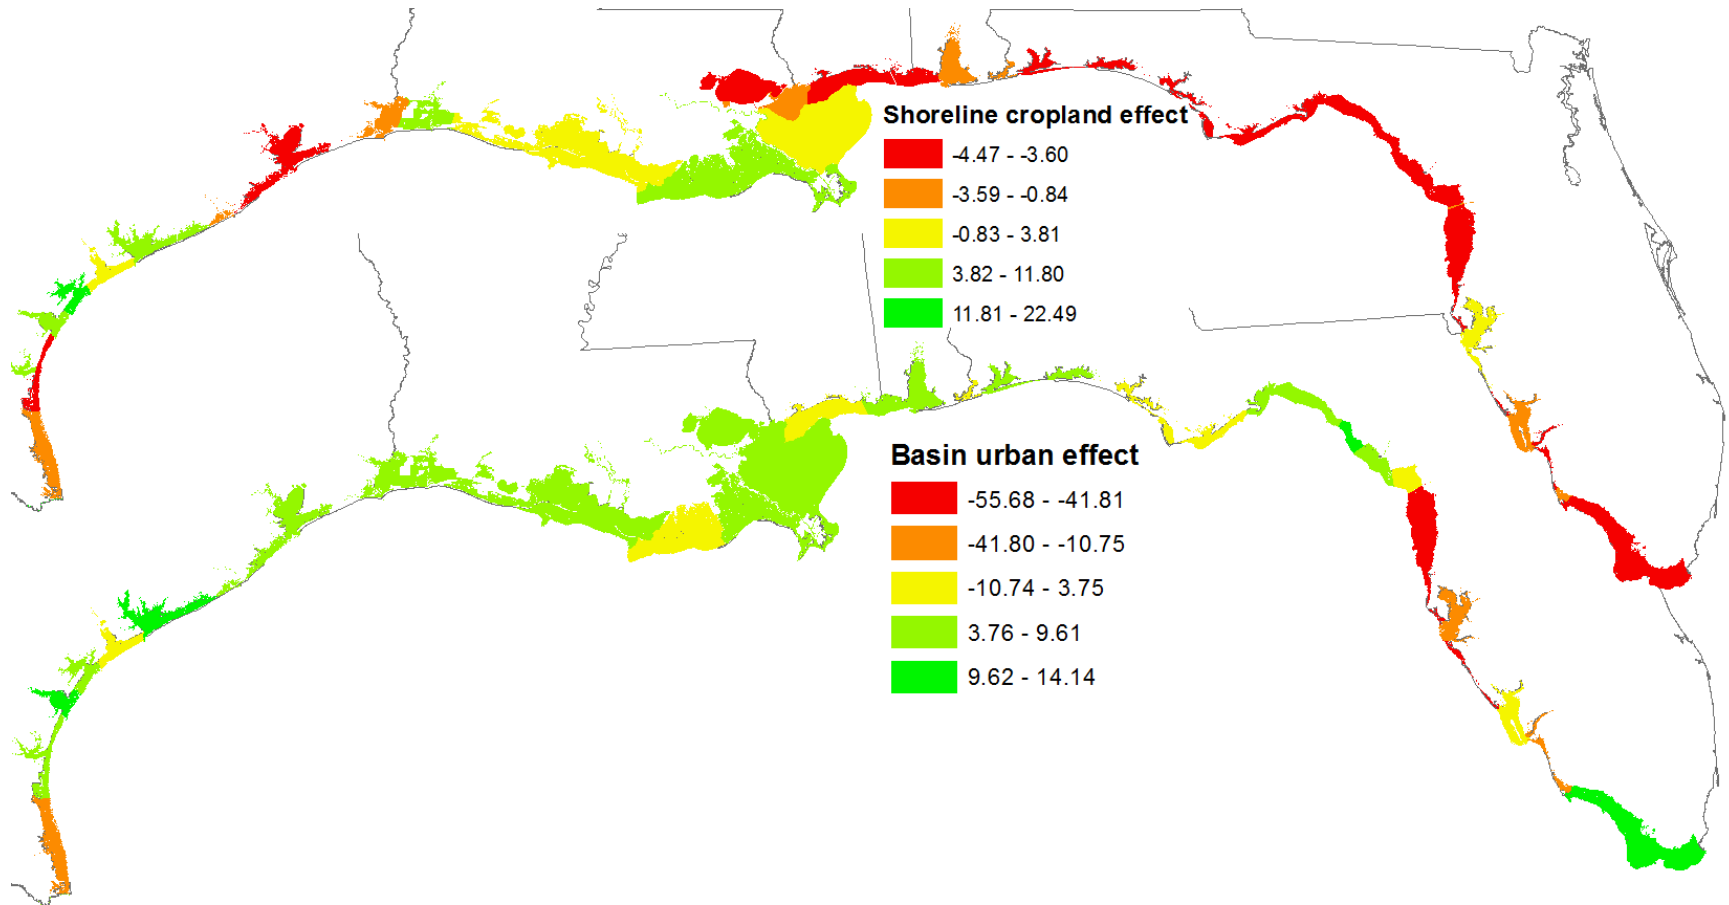 Shoreline cropland effect
-4.47 - -3.60
-3.59 - -0.84
-0.83 - 3.81
3.82 - 11.80
11.81 - 22.49
Basin urban effect
-55.68 - -41.81
-41.80 - -10.75
-10.74 - 3.75
3.76 - 9.61
9.62 - 14.14